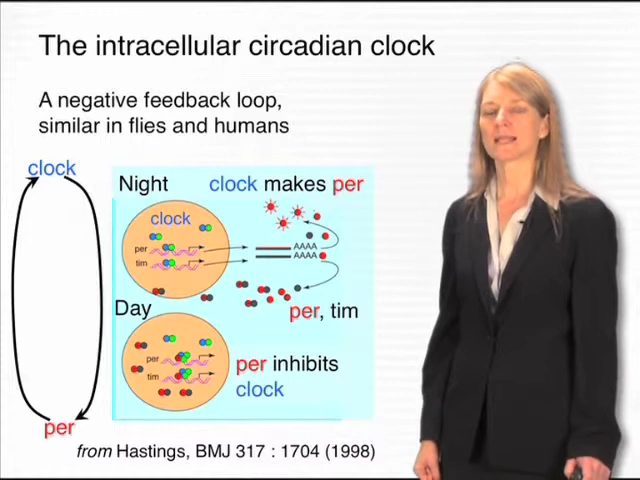 The intracellular circadian clock
A negative feedback loop,
similar in flies and humans
clock
Night clock makes per
clock
per
tim
AAAA
AAAA
Day
per, tim
per
tim
per inhibits
clock
per
from Hastings, BMJ 317 : 1704 (1998)